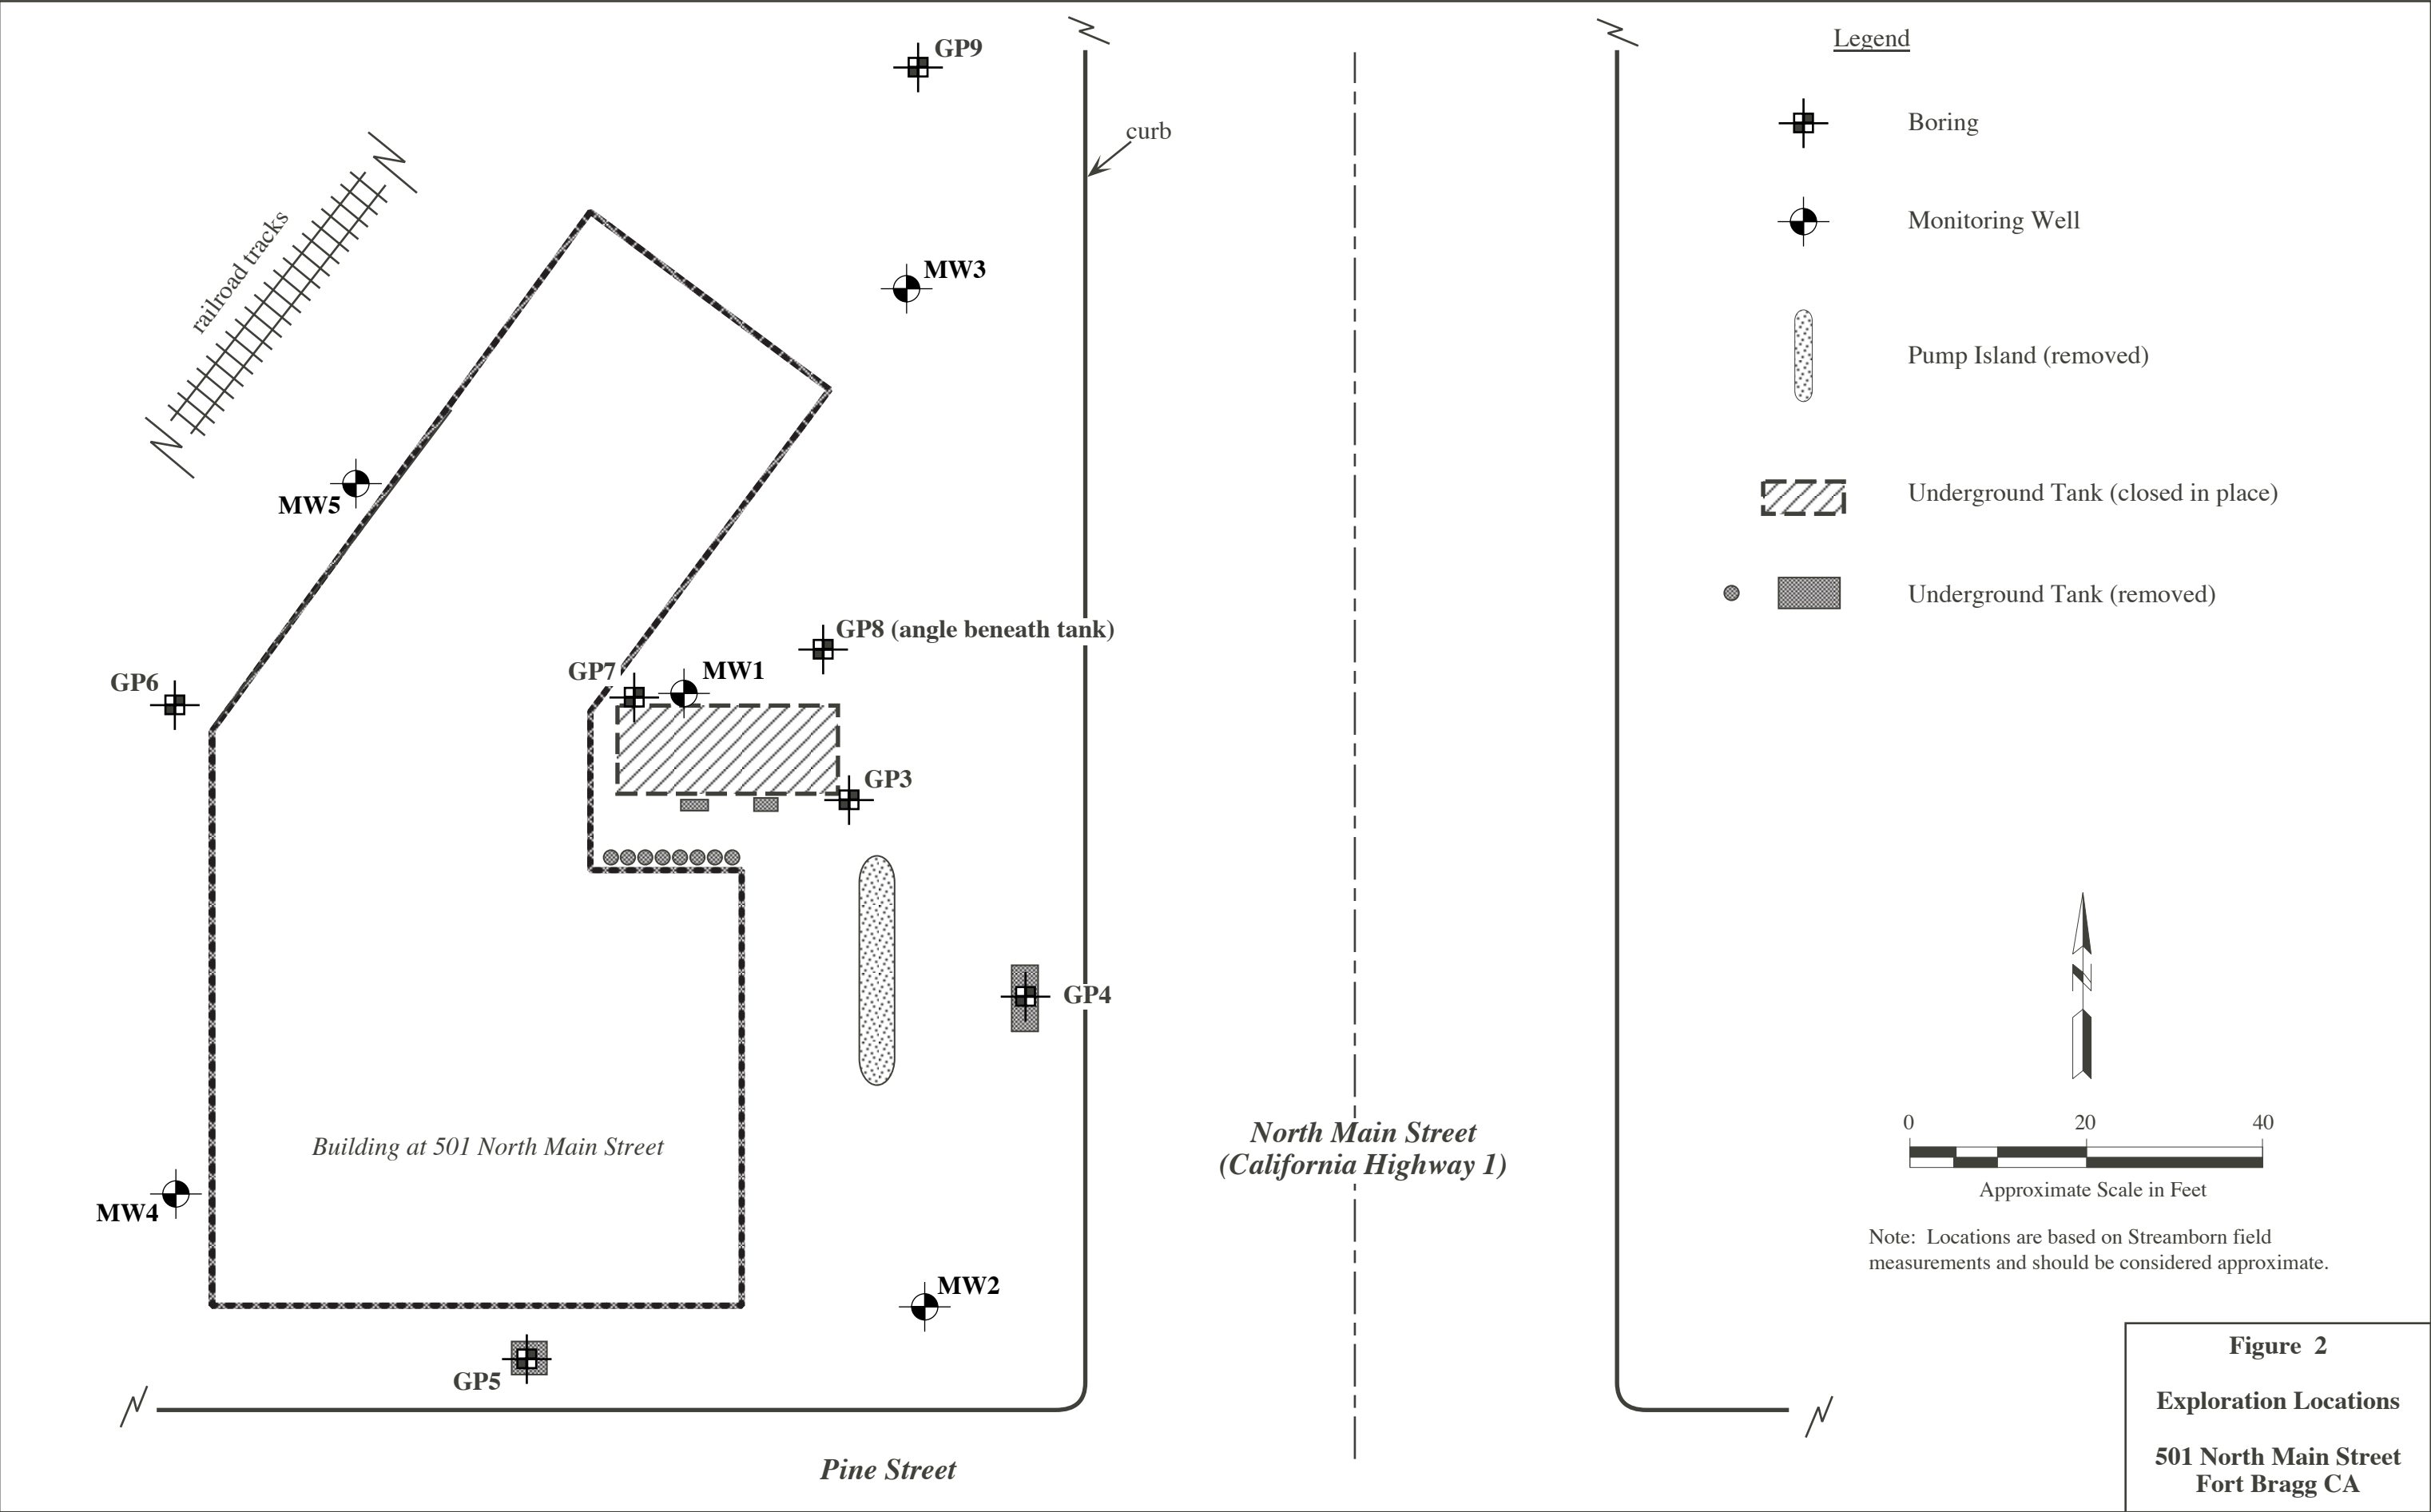 GP9
curb
railroad tracks
MW3
MW5
GP8 (angle beneath tank)
GP7
MW1
GP6
GP3
GP4
Building at 501 North Main Street
North Main Street
(California Highway 1)
MW4
MW2
GP5
Pine Street
Legend
Boring
Monitoring Well
Pump Island (removed)
Underground Tank (closed in place)
Underground Tank (removed)
N
0 20 40
Approximate Scale in Feet
Note: Locations are based on Streamborn field
measurements and should be considered approximate.
Figure 2
Exploration Locations
501 North Main Street
Fort Bragg CA